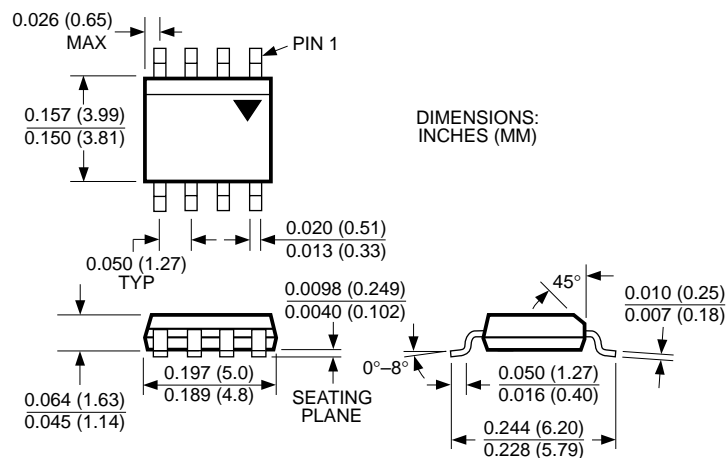 0.026 (0.65)
MAX
PIN 1
0.157 (3.99)
0.150 (3.81)
DIMENSIONS:
INCHES (MM)
0.020 (0.51)
0.013 (0.33)
0.050 (1.27)
TYP
0.0098 (0.249)
0.0040 (0.102)
45°
0.010 (0.25)
0.007 (0.18)
0°–8°
0.197 (5.0)
0.189 (4.8)
SEATING
PLANE
0.050 (1.27)
0.016 (0.40)
0.064 (1.63)
0.045 (1.14)
0.244 (6.20)
0.228 (5.79)